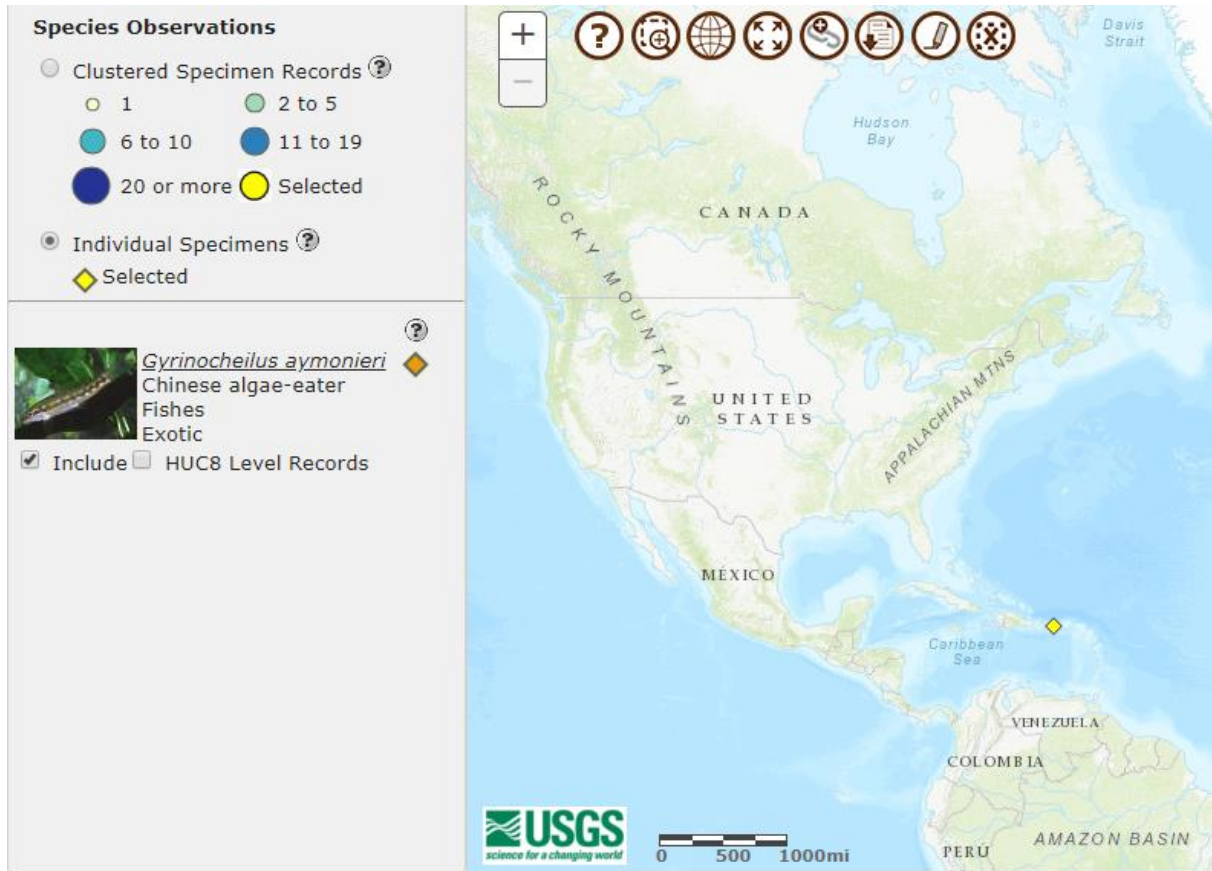 Species Observations
Clustered Specimen Records ?
1
2 to 5
6 to 10
11 to 19
20 or more
Selected
Individual Specimens ?
Selected
?
Gyrinocheilus aymonieri
Chinese algae-eater
Fishes
Exotic
Include
HUC8 Level Records
+
−
?
Davis
Strait
Hudson
Bay
CANADA
ROCKY MOUNTAINS
UNITED
STATES
APPALACHIAN MTNS
MÉXICO
Caribbean
Sea
VENEZUELA
COLOMBIA
AMAZON BASIN
PERÚ
USGS
science for a changing world
0 500 1000mi